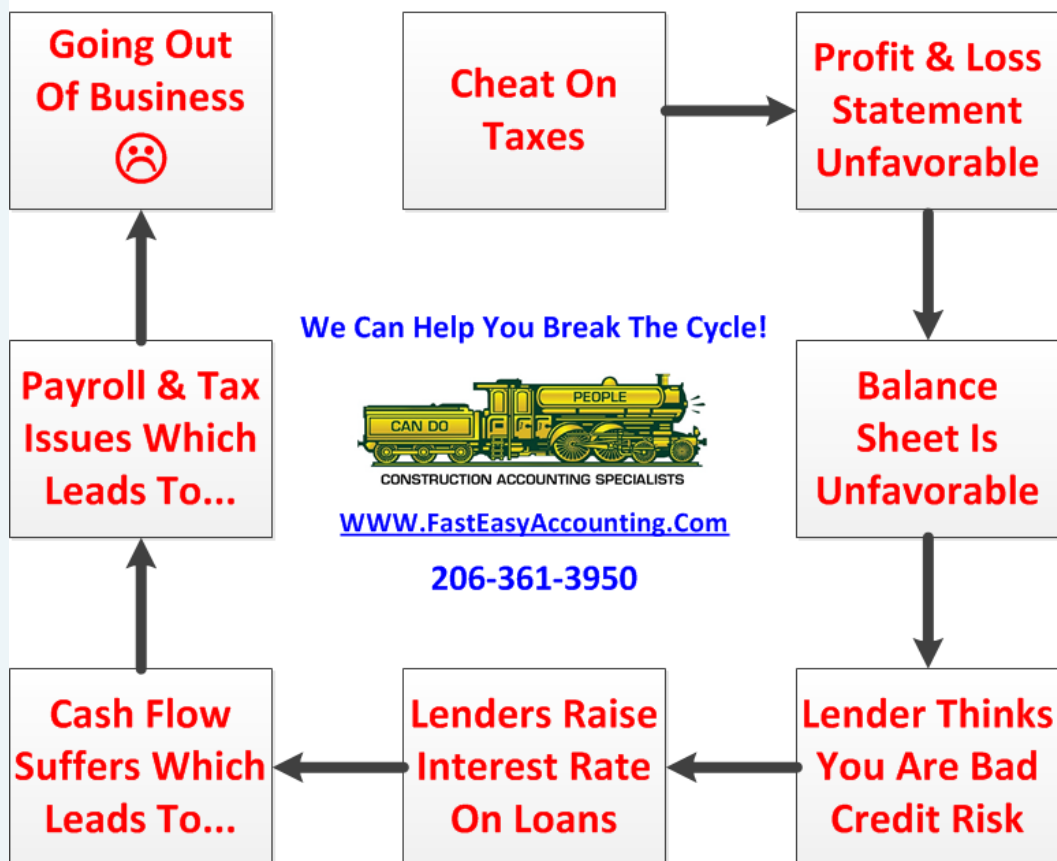 Going Out
Of Business
Cheat On
Taxes
Profit & Loss
Statement
Unfavorable
We Can Help You Break The Cycle!
PEOPLE
CAN DO
CONSTRUCTION ACCOUNTING SPECIALISTS
WWW.FastEasyAccounting.Com
206-361-3950
Payroll & Tax
Issues Which
Leads To...
Balance
Sheet Is
Unfavorable
Cash Flow
Suffers Which
Leads To...
Lenders Raise
Interest Rate
On Loans
Lender Thinks
You Are Bad
Credit Risk